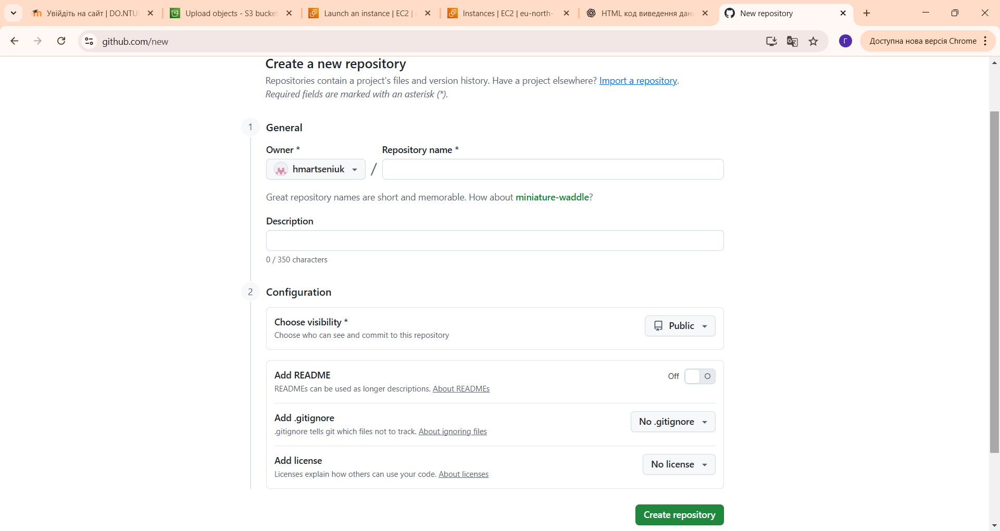 Увійдіть на сайт | DO.NTU
Upload objects - S3 bucket
Launch an instance | EC2 |
Instances | EC2 | eu-north-
HTML код виведення дан
New repository
github.com/new
Г
Доступна нова версія Chrome
Create a new repository
Repositories contain a project's files and version history. Have a project elsewhere? Import a repository.
Required fields are marked with an asterisk (*).
1
General
Owner *
Repository name *
hmartseniuk
/
Great repository names are short and memorable. How about miniature-waddle?
Description
0 / 350 characters
2
Configuration
Choose visibility *
Choose who can see and commit to this repository
Public
Add README
READMEs can be used as longer descriptions. About READMEs
Off
Add .gitignore
.gitignore tells git which files not to track. About ignoring files
No .gitignore
Add license
Licenses explain how others can use your code. About licenses
No license
Create repository